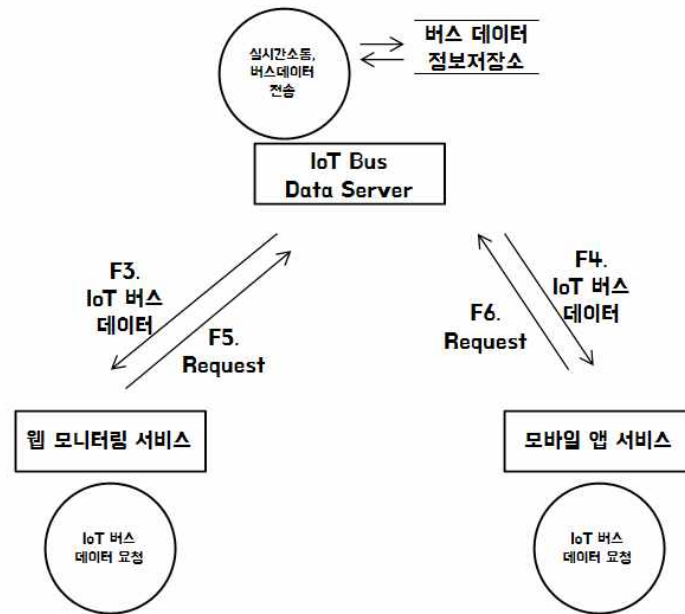 실시간소통,
버스데이터
전송
버스 데이터
정보저장소
IoT Bus
Data Server
F3.
IoT 버스
데이터
F5.
Request
F4.
IoT 버스
데이터
F6.
Request
웹 모니터링 서비스
모바일 앱 서비스
IoT 버스
데이터 요청
IoT 버스
데이터 요청